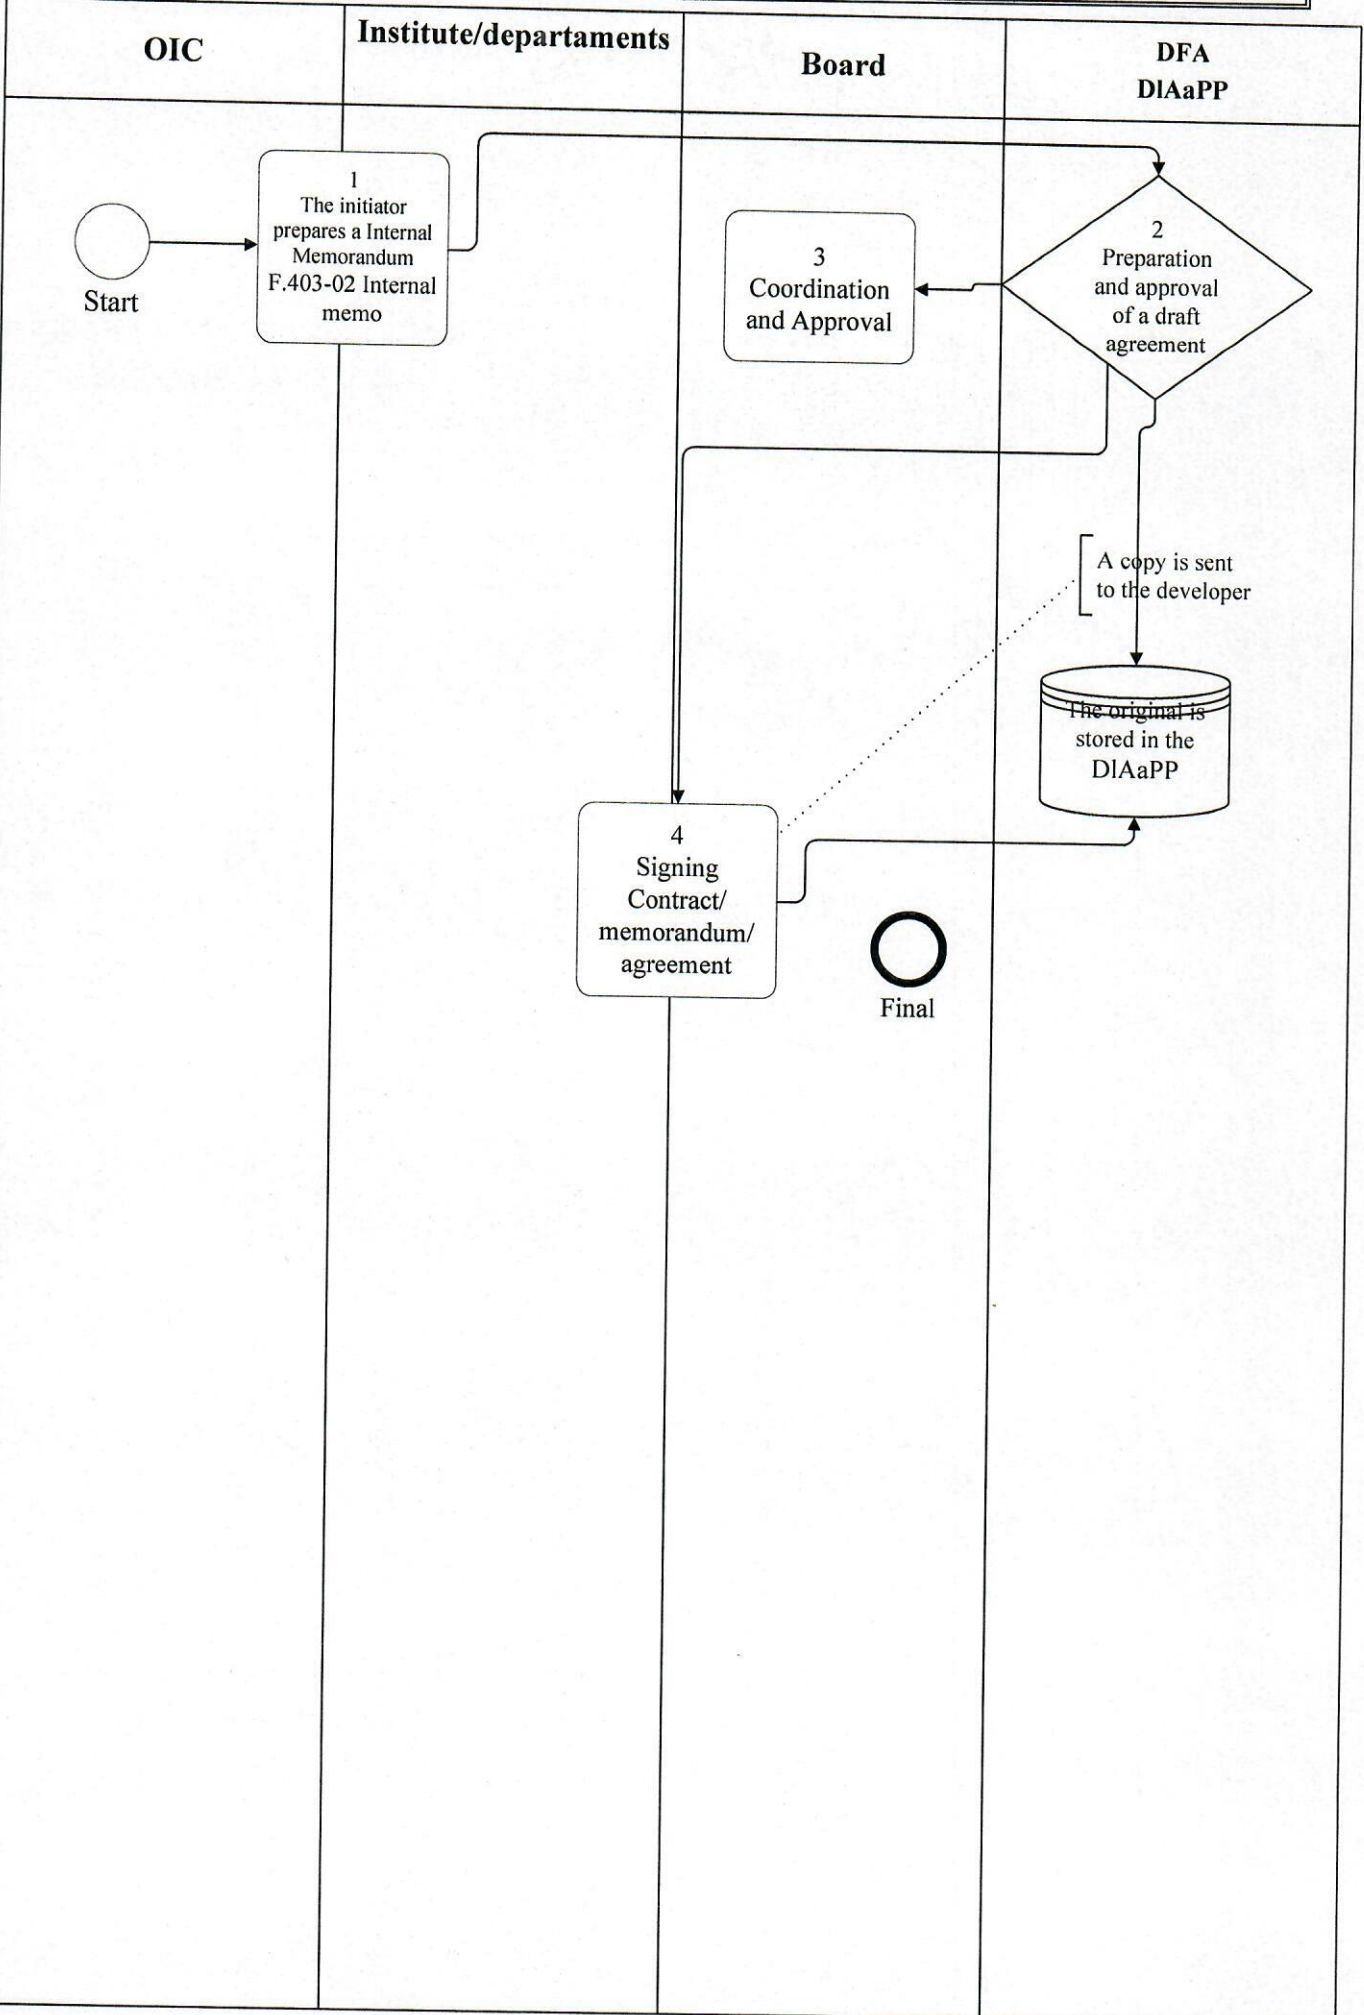 OIC
Institute/departaments
Board
DFA
DlAaPP
1
The initiator
prepares a Internal
Memorandum
F.403-02 Internal
memo
Start
3
Coordination
and Approval
2
Preparation
and approval
of a draft
agreement
A copy is sent
to the developer
The original is
stored in the
DlAaPP
4
Signing
Contract/
memorandum/
agreement
Final